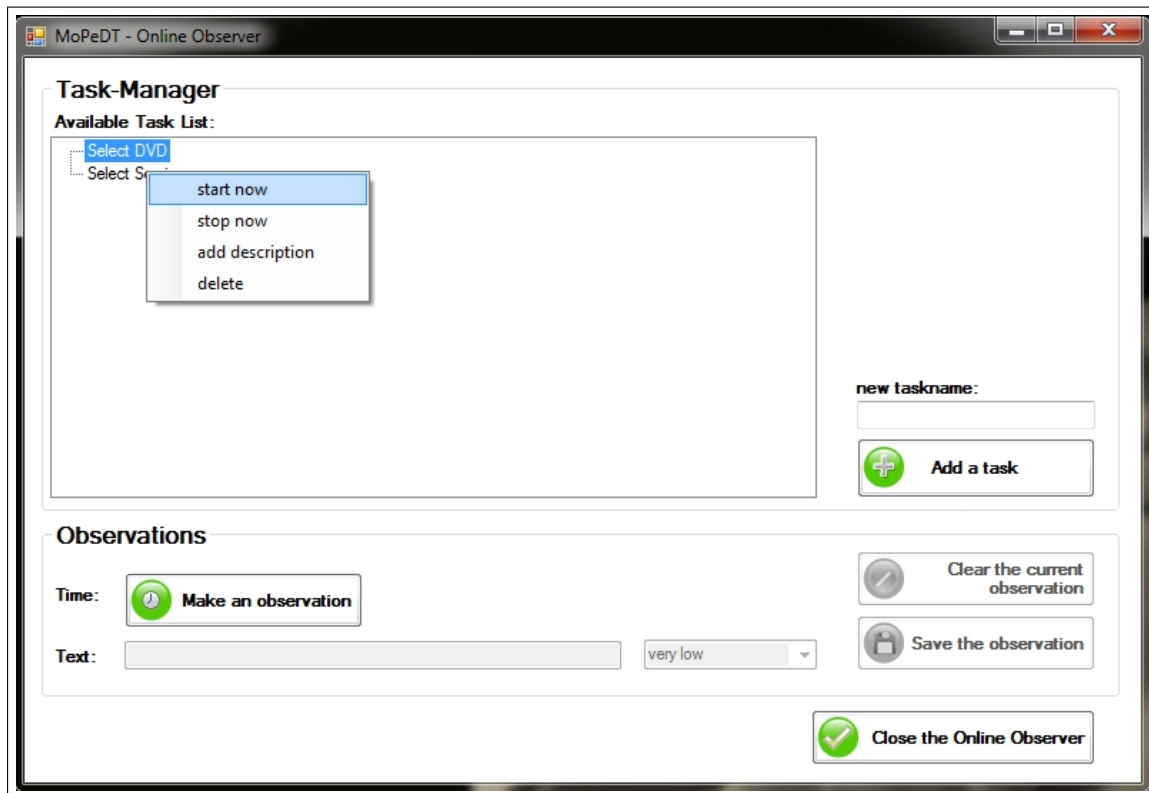 MoPeDT - Online Observer
Task-Manager
Available Task List:
Select DVD
Select
start now
stop now
add description
delete
new taskname:
Add a task
Observations
Time:
Make an observation
Clear the current
observation
Text:
very low
Save the observation
Close the Online Observer